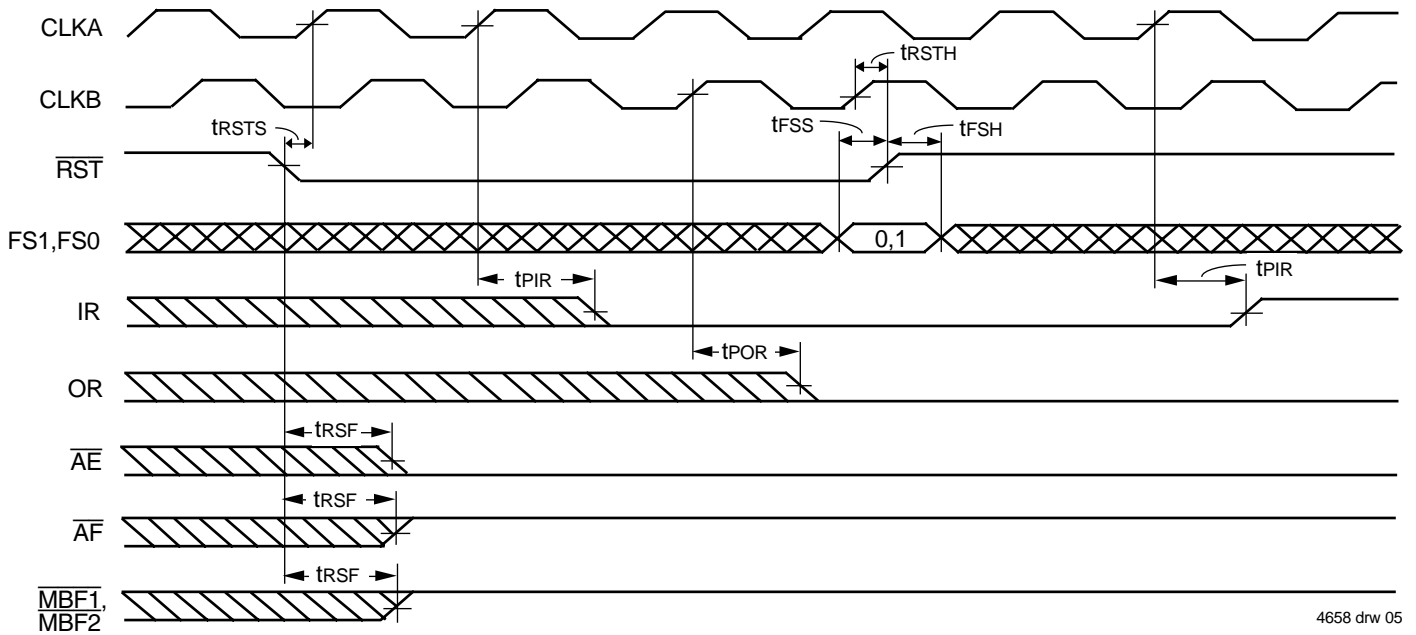 CLKA
tRSTH
CLKB
tRSTS
tFSS
tFSH
RST
FS1,FS0
0,1
tPIR
tPIR
IR
tPOR
OR
tRSF
AE
tRSF
AF
tRSF
MBF1,
MBF2
4658 drw 05